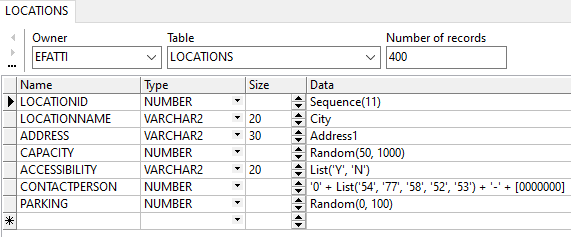 LOCATIONS
Owner Table Number of records
EFATTI LOCATIONS 400
Name Type Size Data
LOCATIONID NUMBER Sequence(11)
LOCATIONNAME VARCHAR2 20 City
ADDRESS VARCHAR2 30 Address1
CAPACITY NUMBER Random(50, 1000)
ACCESSIBILITY VARCHAR2 20 List('Y', 'N')
CONTACTPERSON NUMBER '0' + List('54', '77', '58', '52', '53') + '-' + [0000000]
PARKING NUMBER Random(0, 100)